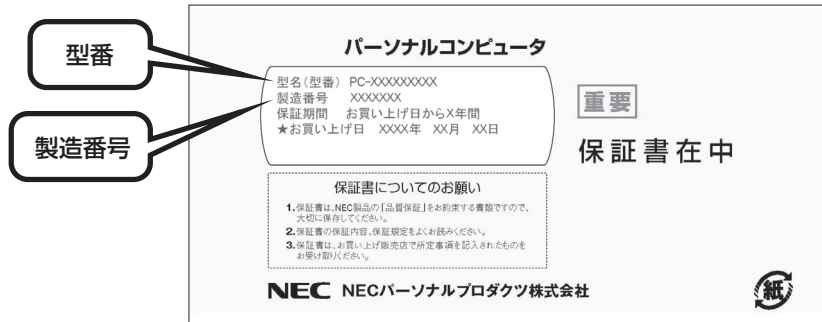 型番
製造番号
パーソナルコンピュータ
型名(型番) PC-XXXXXXXXX
製造番号 XXXXXXX
保証期間 お買い上げ日からX年間
★お買い上げ日 XXXX年 XX月 XX日
重要
保証書在中
保証書についてのお願い
1.保証書は、NEC製品の「品質保証」をお約束する書類ですので、
大切に保存してください。
2.保証書の保証内容、保証規定をよくお読みください。
3.保証書は、お買い上げ販売店で所定事項を記入されたものを
お受け取りください。
NEC NECパーソナルプロダクツ株式会社
紙